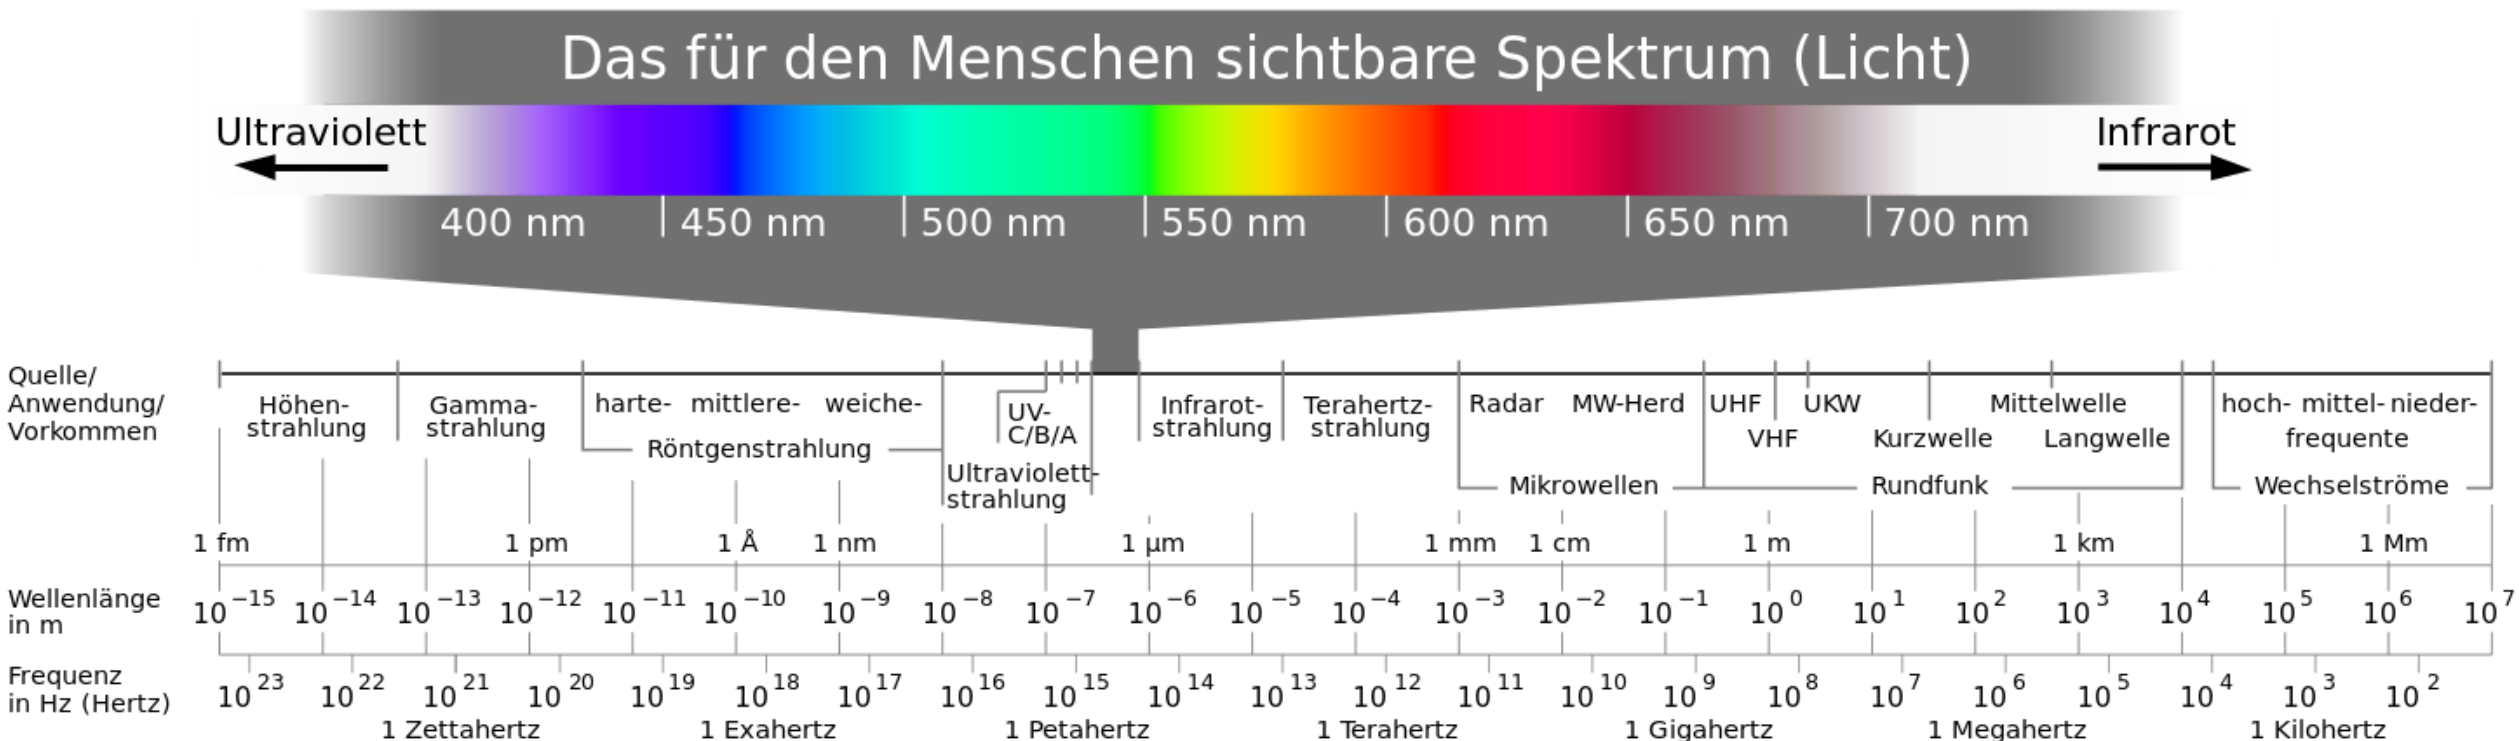 Das für den Menschen sichtbare Spektrum (Licht)
Ultraviolett
Infrarot
400 nm 450 nm 500 nm 550 nm 600 nm 650 nm 700 nm
Quelle/
Anwendung/
Vorkommen
Höhen-
strahlung
Gamma-
strahlung
harte- mittlere- weiche-
Röntgenstrahlung
UV-
C/B/A
Ultraviolett-
strahlung
Infrarot-
strahlung
Terahertz-
strahlung
Radar MW-Herd
Mikrowellen
UHF UKW Mittelwelle
VHF Kurzwelle Langwelle
Rundfunk
hoch- mittel- nieder-
frequente
Wechselströme
1 fm 1 pm 1 Å 1 nm 1 µm 1 mm 1 cm 1 m 1 km 1 Mm
Wellenlänge
in m
10⁻¹⁵ 10⁻¹⁴ 10⁻¹³ 10⁻¹² 10⁻¹¹ 10⁻¹⁰ 10⁻⁹ 10⁻⁸ 10⁻⁷ 10⁻⁶ 10⁻⁵ 10⁻⁴ 10⁻³ 10⁻² 10⁻¹ 10⁰ 10¹ 10² 10³ 10⁴ 10⁵ 10⁶ 10⁷
Frequenz
in Hz (Hertz)
10²³ 10²² 10²¹ 10²⁰ 10¹⁹ 10¹⁸ 10¹⁷ 10¹⁶ 10¹⁵ 10¹⁴ 10¹³ 10¹² 10¹¹ 10¹⁰ 10⁹ 10⁸ 10⁷ 10⁶ 10⁵ 10⁴ 10³ 10²
1 Zettahertz 1 Exahertz 1 Petahertz 1 Terahertz 1 Gigahertz 1 Megahertz 1 Kilohertz